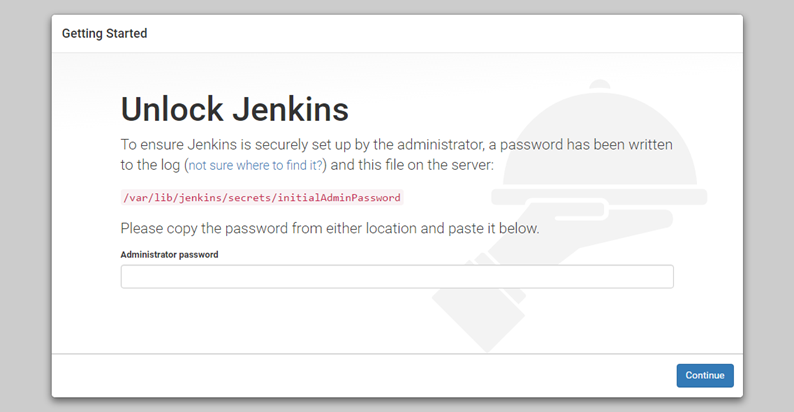 Getting Started
Unlock Jenkins
To ensure Jenkins is securely set up by the administrator, a password has been written
to the log (not sure where to find it?) and this file on the server:
/var/lib/jenkins/secrets/initialAdminPassword
Please copy the password from either location and paste it below.
Administrator password
Continue